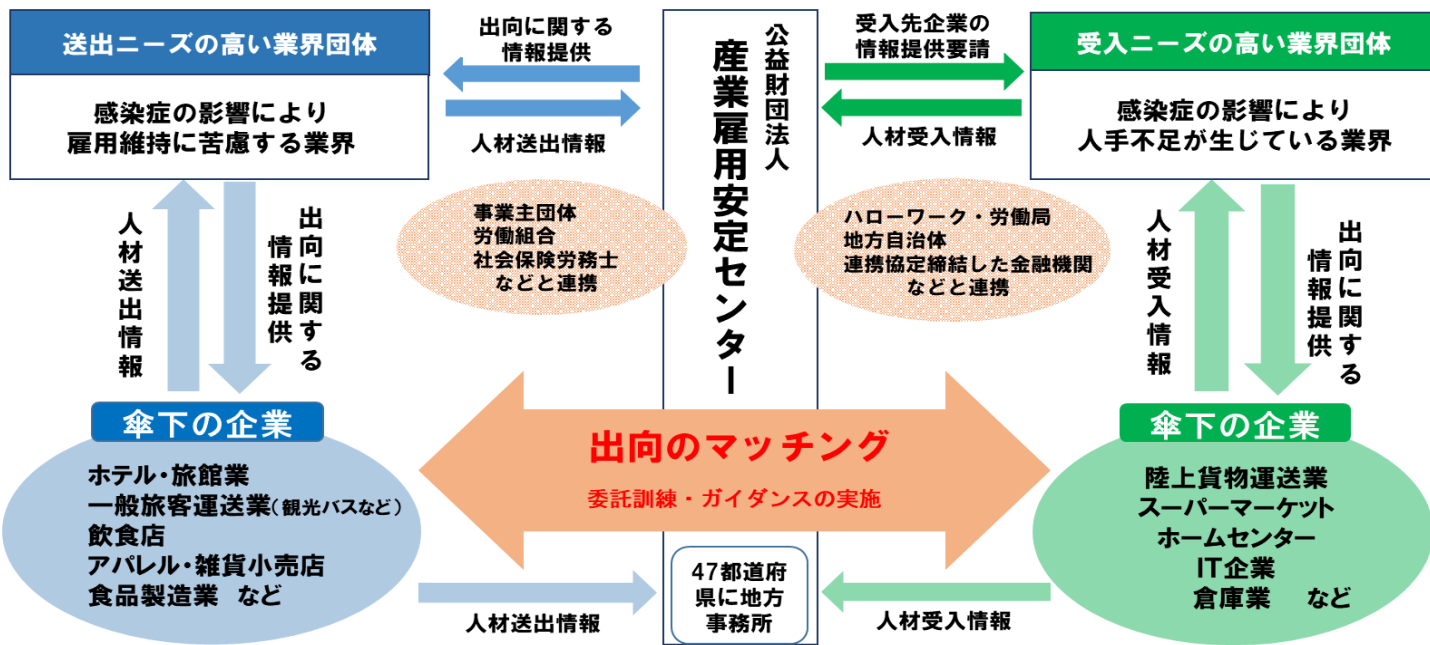 送出ニーズの高い業界団体
感染症の影響により
雇用維持に苦慮する業界
出向に関する
情報提供
人材送出情報
公益財団法人
産業雇用安定センター
受入先企業の
情報提供要請
人材受入情報
受入ニーズの高い業界団体
感染症の影響により
人手不足が生じている業界
人材送出情報
出向に関する
情報提供
事業主団体
労働組合
社会保険労務士
などと連携
ハローワーク・労働局
地方自治体
連携協定締結した金融機関
などと連携
人材受入情報
出向に関する
情報提供
傘下の企業
ホテル・旅館業
一般旅客運送業(観光バスなど)
飲食店
アパレル・雑貨小売店
食品製造業 など
出向のマッチング
委託訓練・ガイダンスの実施
傘下の企業
陸上貨物運送業
スーパーマーケット
ホームセンター
IT企業
倉庫業 など
人材送出情報
47都道府
県に地方
事務所
人材受入情報